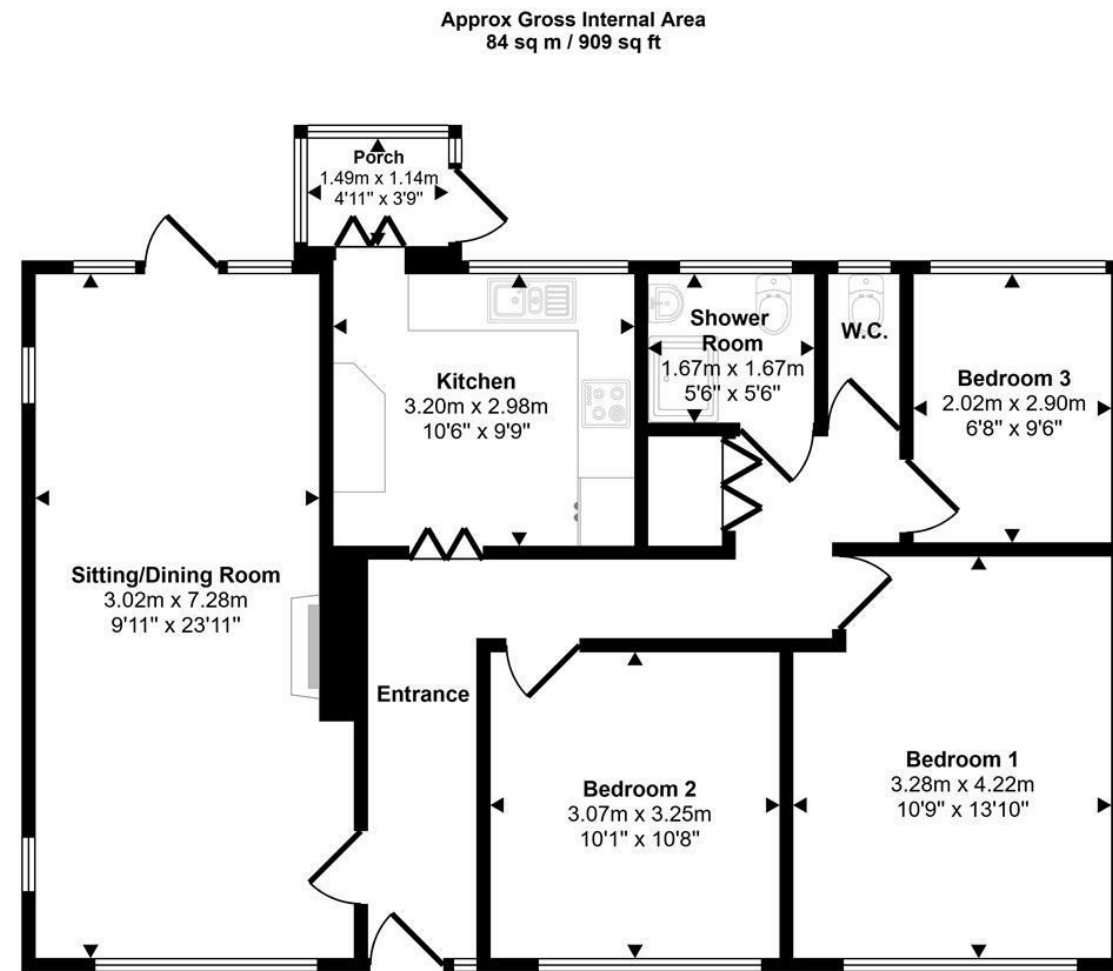 Approx Gross Internal Area
84 sq m / 909 sq ft
Porch
1.49m x 1.14m
4'11" x 3'9"
Kitchen
3.20m x 2.98m
10'6" x 9'9"
Shower
Room
1.67m x 1.67m
5'6" x 5'6"
W.C.
Bedroom 3
2.02m x 2.90m
6'8" x 9'6"
Sitting/Dining Room
3.02m x 7.28m
9'11" x 23'11"
Entrance
Bedroom 2
3.07m x 3.25m
10'1" x 10'8"
Bedroom 1
3.28m x 4.22m
10'9" x 13'10"